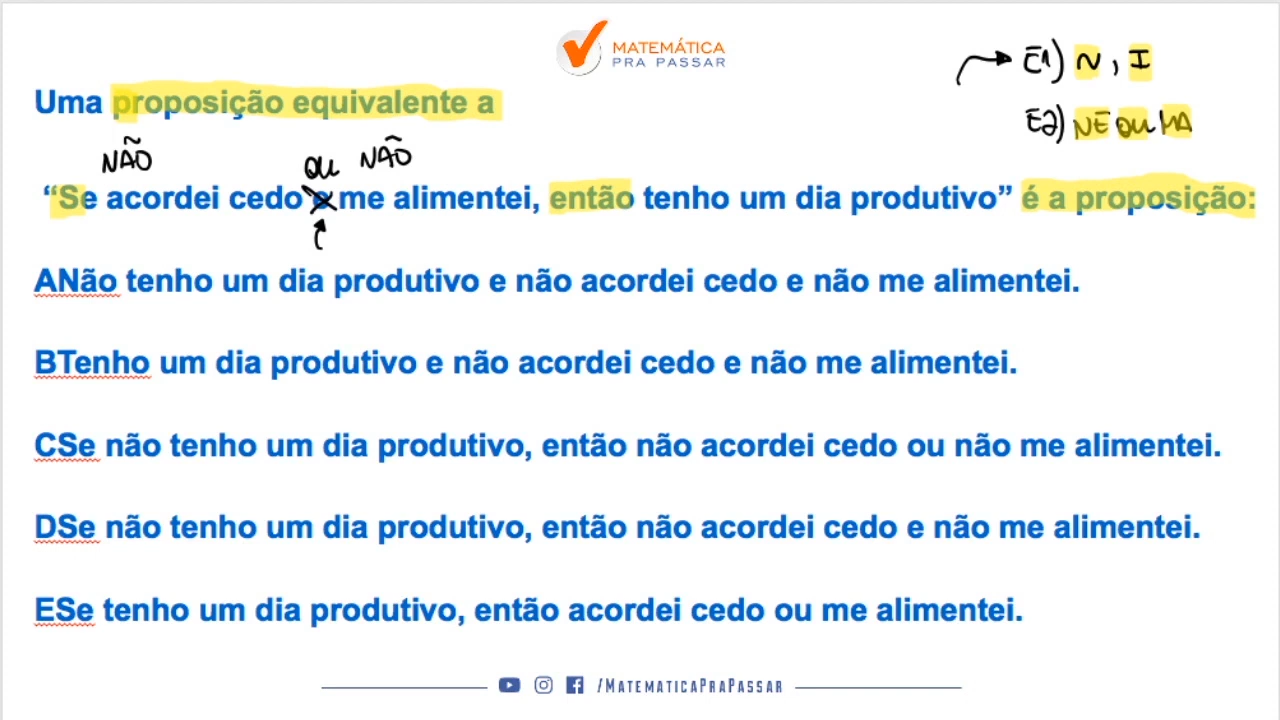 MATEMÁTICA
PRA PASSAR
E1) N, I
E2) NE OU MA
Uma proposição equivalente a
NÃO OU NÃO
“Se acordei cedo e me alimentei, então tenho um dia produtivo” é a proposição:
ANão tenho um dia produtivo e não acordei cedo e não me alimentei.
BTenho um dia produtivo e não acordei cedo e não me alimentei.
CSe não tenho um dia produtivo, então não acordei cedo ou não me alimentei.
DSe não tenho um dia produtivo, então não acordei cedo e não me alimentei.
ESe tenho um dia produtivo, então acordei cedo ou me alimentei.
/MATEMATICAPRAPASSAR